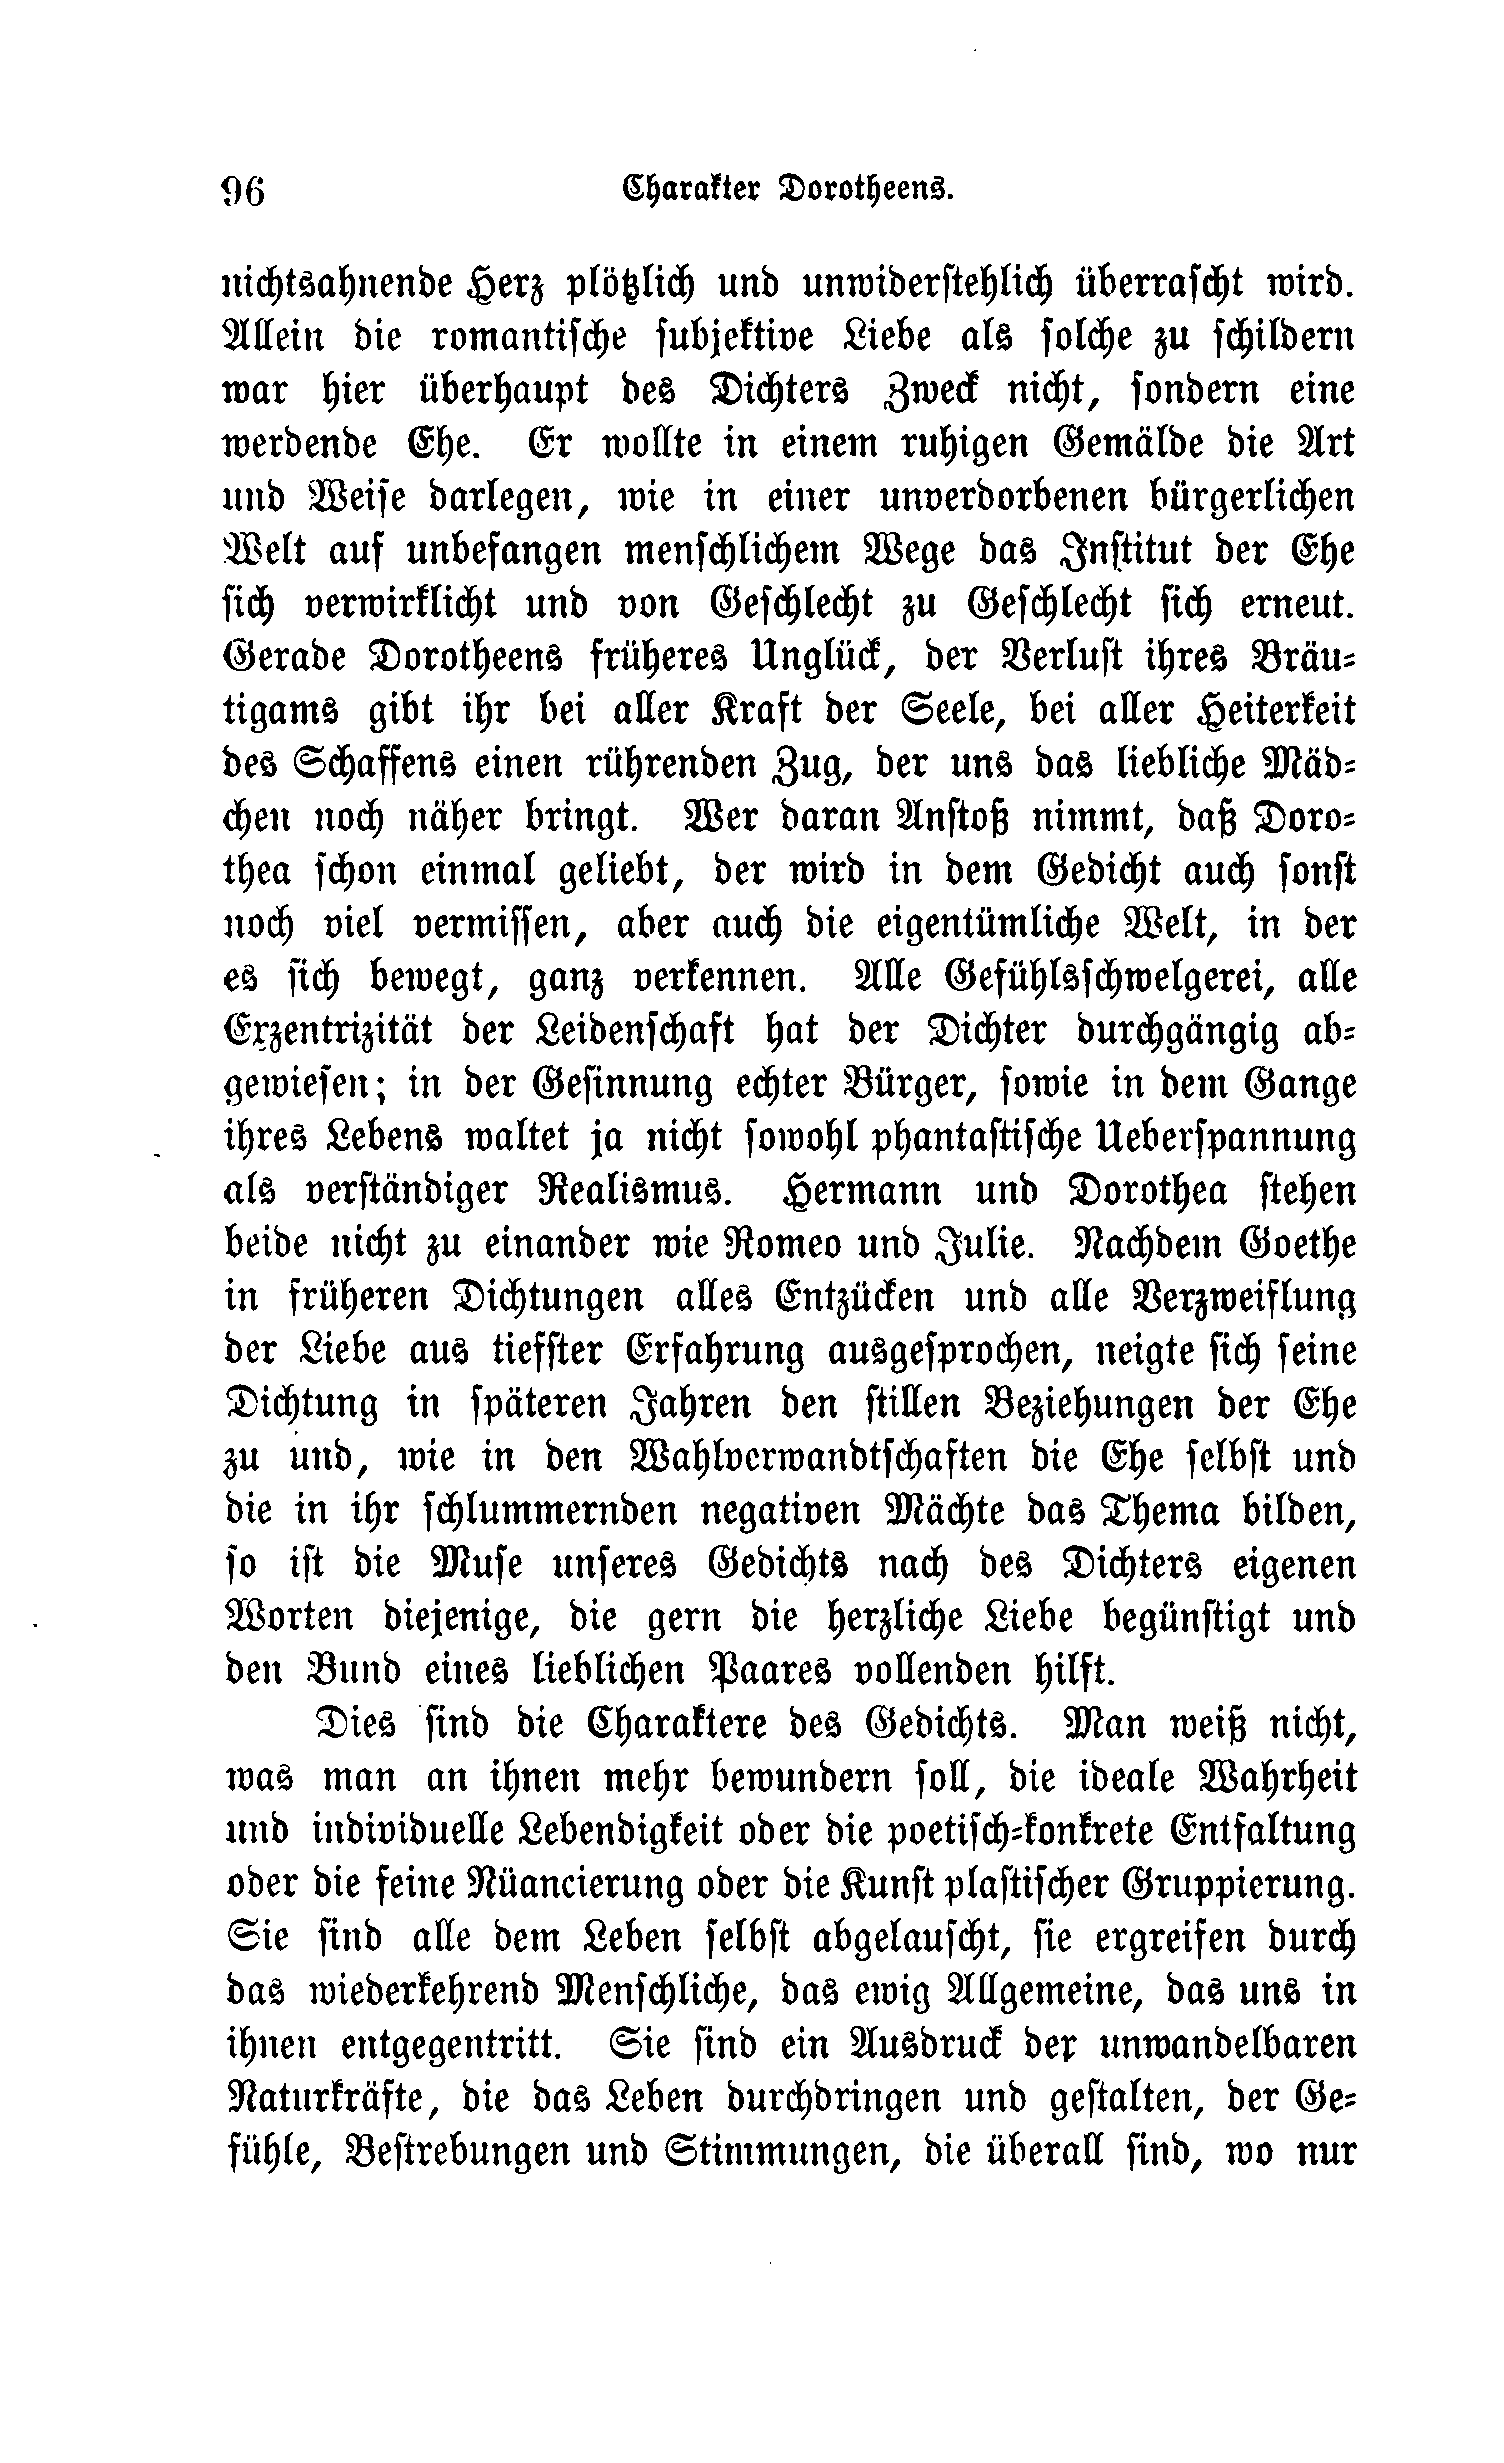 96
Charakter Dorotheens.
nichtsahnende Herz plötzlich und unwiderstehlich überrascht wird.
Allein die romantische subjektive Liebe als solche zu schildern
war hier überhaupt des Dichters Zweck nicht, sondern eine
werdende Ehe. Er wollte in einem ruhigen Gemälde die Art
und Weise darlegen, wie in einer unverdorbenen bürgerlichen
Welt auf unbefangen menschlichem Wege das Institut der Ehe
sich verwirklicht und von Geschlecht zu Geschlecht sich erneut.
Gerade Dorotheens früheres Unglück, der Verlust ihres Bräu-
tigams gibt ihr bei aller Kraft der Seele, bei aller Heiterkeit
des Schaffens einen rührenden Zug, der uns das liebliche Mäd-
chen noch näher bringt. Wer daran Anstoß nimmt, daß Doro-
thea schon einmal geliebt, der wird in dem Gedicht auch sonst
noch viel vermissen, aber auch die eigentümliche Welt, in der
es sich bewegt, ganz verkennen. Alle Gefühlsschwelgerei, alle
Exzentrizität der Leidenschaft hat der Dichter durchgängig ab-
gewiesen; in der Gesinnung echter Bürger, sowie in dem Gange
ihres Lebens waltet ja nicht sowohl phantastische Ueberspannung
als verständiger Realismus. Hermann und Dorothea stehen
beide nicht zu einander wie Romeo und Julie. Nachdem Goethe
in früheren Dichtungen alles Entzücken und alle Verzweiflung
der Liebe aus tiefster Erfahrung ausgesprochen, neigte sich seine
Dichtung in späteren Jahren den stillen Beziehungen der Ehe
zu und, wie in den Wahlverwandtschaften die Ehe selbst und
die in ihr schlummernden negativen Mächte das Thema bilden,
so ist die Muse unseres Gedichts nach des Dichters eigenen
Worten diejenige, die gern die herzliche Liebe begünstigt und
den Bund eines lieblichen Paares vollenden hilft.
Dies sind die Charaktere des Gedichts. Man weiß nicht,
was man an ihnen mehr bewundern soll, die ideale Wahrheit
und individuelle Lebendigkeit oder die poetisch-konkrete Entfaltung
oder die feine Nüancierung oder die Kunst plastischer Gruppierung.
Sie sind alle dem Leben selbst abgelauscht, sie ergreifen durch
das wiederkehrend Menschliche, das ewig Allgemeine, das uns in
ihnen entgegentritt. Sie sind ein Ausdruck der unwandelbaren
Naturkräfte, die das Leben durchdringen und gestalten, der Ge-
fühle, Bestrebungen und Stimmungen, die überall sind, wo nur